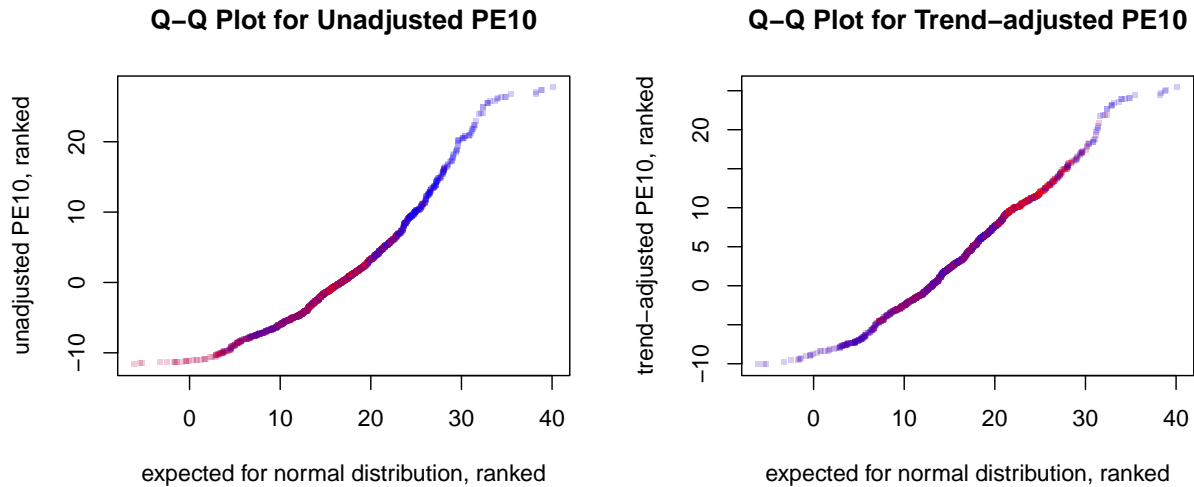 Q−Q Plot for Unadjusted PE10
unadjusted PE10, ranked
20
10
0
−10
0 10 20 30 40
expected for normal distribution, ranked
Q−Q Plot for Trend−adjusted PE10
trend−adjusted PE10, ranked
20
10
5
0
−10
0 10 20 30 40
expected for normal distribution, ranked